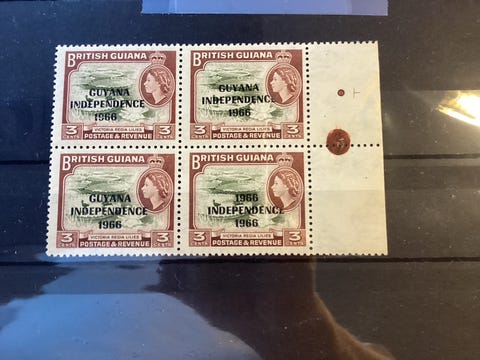 BRITISH GUIANA
GUYANA
INDEPENDENCE
1966
3 CENTS
VICTORIA REGIA LILIES
POSTAGE & REVENUE
3 CENTS
BRITISH GUIANA
GUYANA
INDEPENDENCE
1966
3 CENTS
VICTORIA REGIA LILIES
POSTAGE & REVENUE
3 CENTS
T
BRITISH GUIANA
GUYANA
INDEPENDENCE
1966
3 CENTS
VICTORIA REGIA LILIES
POSTAGE & REVENUE
3 CENTS
BRITISH GUIANA
1966
INDEPENDENCE
1966
3 CENTS
VICTORIA REGIA LILIES
POSTAGE & REVENUE
3 CENTS